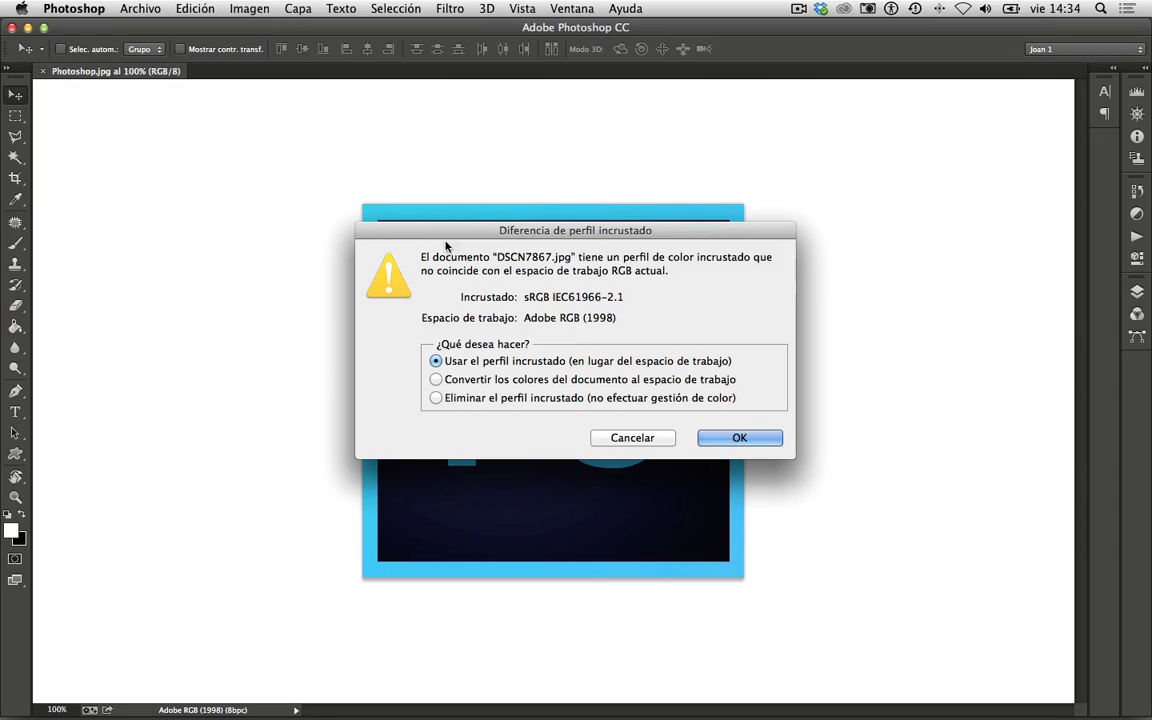 Photoshop Archivo Edición Imagen Capa Texto Selección Filtro 3D Vista Ventana Ayuda vie 14:34
Adobe Photoshop CC
Selec. autom.: Grupo Mostrar contr. transf. Modo 3D: Joan 1
Photoshop.jpg al 100% (RGB/8)
Diferencia de perfil incrustado
El documento "DSCN7867.jpg" tiene un perfil de color incrustado que
no coincide con el espacio de trabajo RGB actual.
Incrustado: sRGB IEC61966-2.1
Espacio de trabajo: Adobe RGB (1998)
¿Qué desea hacer?
Usar el perfil incrustado (en lugar del espacio de trabajo)
Convertir los colores del documento al espacio de trabajo
Eliminar el perfil incrustado (no efectuar gestión de color)
Cancelar OK
100% Adobe RGB (1998) (8bpc)